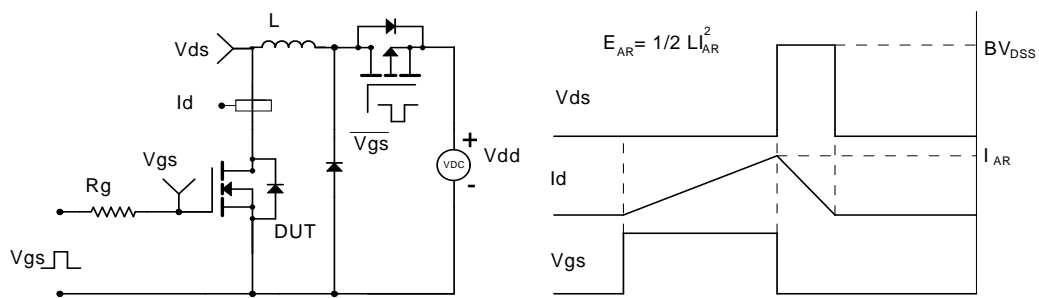 L
Vds
Id
Vgs
Vgs
+
VDC
Vdd
-
Rg
DUT
Vgs
E_AR = 1/2 LI²_AR
BV_DSS
Vds
I_AR
Id
Vgs